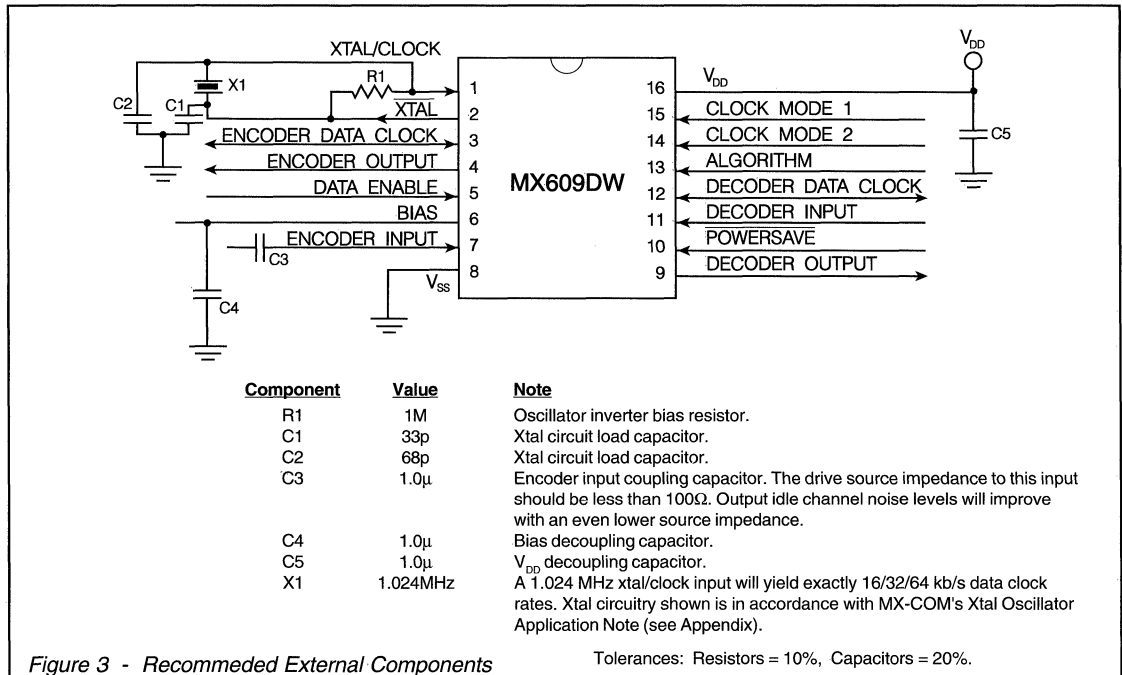 XTAL/CLOCK
V_DD
R1
1
16
V_DD
X1
C2
C1
X̅T̅A̅L̅
2
15
CLOCK MODE 1
ENCODER DATA CLOCK
3
14
CLOCK MODE 2
C5
ENCODER OUTPUT
4
13
ALGORITHM
DATA ENABLE
5
MX609DW
12
DECODER DATA CLOCK
BIAS
6
11
DECODER INPUT
C3
ENCODER INPUT
7
10
P̅O̅W̅E̅R̅S̅A̅V̅E̅
V_SS
8
9
DECODER OUTPUT
C4
Component Value Note
R1 1M Oscillator inverter bias resistor.
C1 33p Xtal circuit load capacitor.
C2 68p Xtal circuit load capacitor.
C3 1.0µ Encoder input coupling capacitor. The drive source impedance to this input
should be less than 100Ω. Output idle channel noise levels will improve
with an even lower source impedance.
C4 1.0µ Bias decoupling capacitor.
C5 1.0µ V_DD decoupling capacitor.
X1 1.024MHz A 1.024 MHz xtal/clock input will yield exactly 16/32/64 kb/s data clock
rates. Xtal circuitry shown is in accordance with MX-COM's Xtal Oscillator
Application Note (see Appendix).
Figure 3 - Recommeded External Components
Tolerances: Resistors = 10%, Capacitors = 20%.